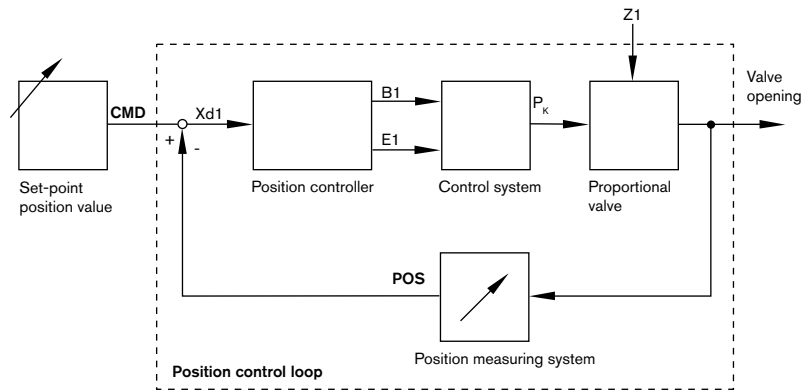 Z1
Valve
opening
CMD
Xd1
B1
E1
P_K
+
-
Set-point
position value
Position controller
Control system
Proportional
valve
POS
Position measuring system
Position control loop